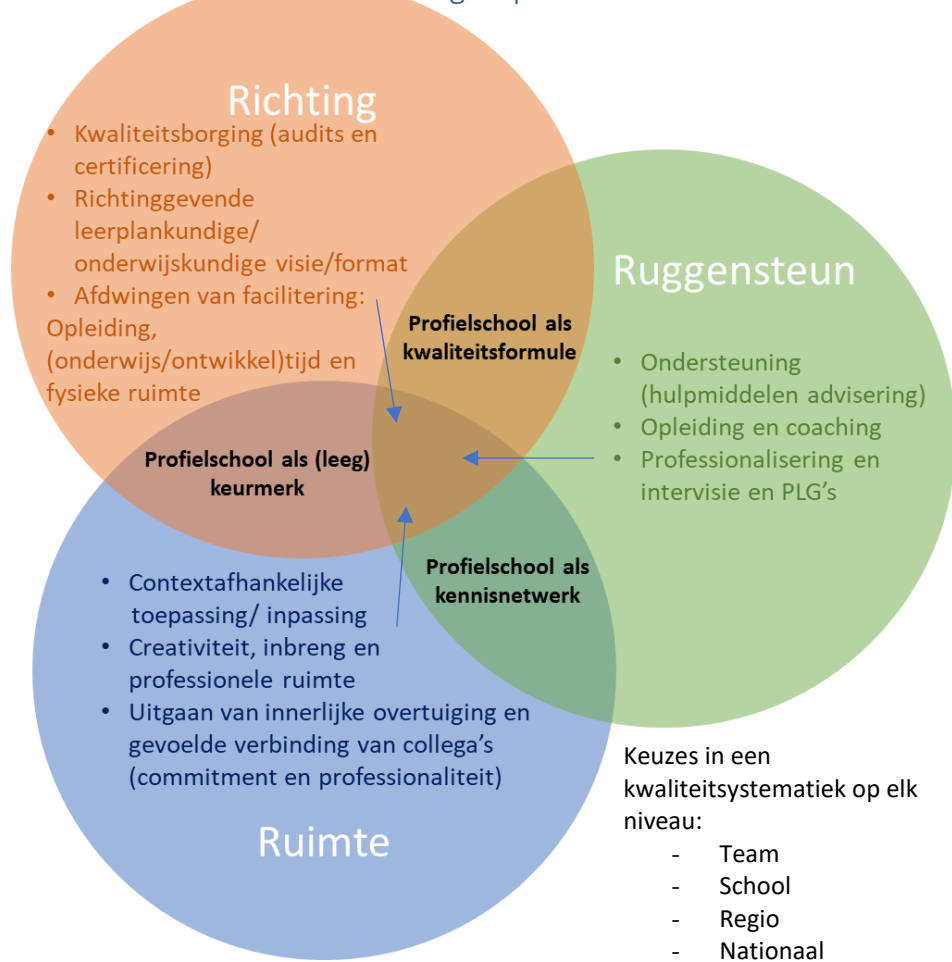 Richting
• Kwaliteitsborging (audits en
certificering)
• Richtinggevende
leerplankundige/
onderwijskundige visie/format
• Afdwingen van facilitering:
Opleiding,
(onderwijs/ontwikkel)tijd en
fysieke ruimte
Ruggensteun
• Ondersteuning
(hulpmiddelen advisering)
• Opleiding en coaching
• Professionalisering en
intervisie en PLG's
Profielschool als
kwaliteitsformule
Profielschool als (leeg)
keurmerk
Profielschool als
kennisnetwerk
• Contextafhankelijke
toepassing/ inpassing
• Creativiteit, inbreng en
professionele ruimte
• Uitgaan van innerlijke overtuiging en
gevoelde verbinding van collega's
(commitment en professionaliteit)
Ruimte
Keuzes in een
kwaliteitsystematiek op elk
niveau:
- Team
- School
- Regio
- Nationaal